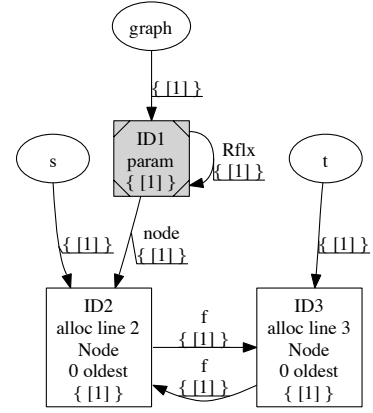 graph
{ [1] }
ID1
param
{ [1] }
Rflx
{ [1] }
s
t
node
{ [1] }
{ [1] }
{ [1] }
ID2
alloc line 2
Node
0 oldest
{ [1] }
f
{ [1] }
f
{ [1] }
ID3
alloc line 3
Node
0 oldest
{ [1] }